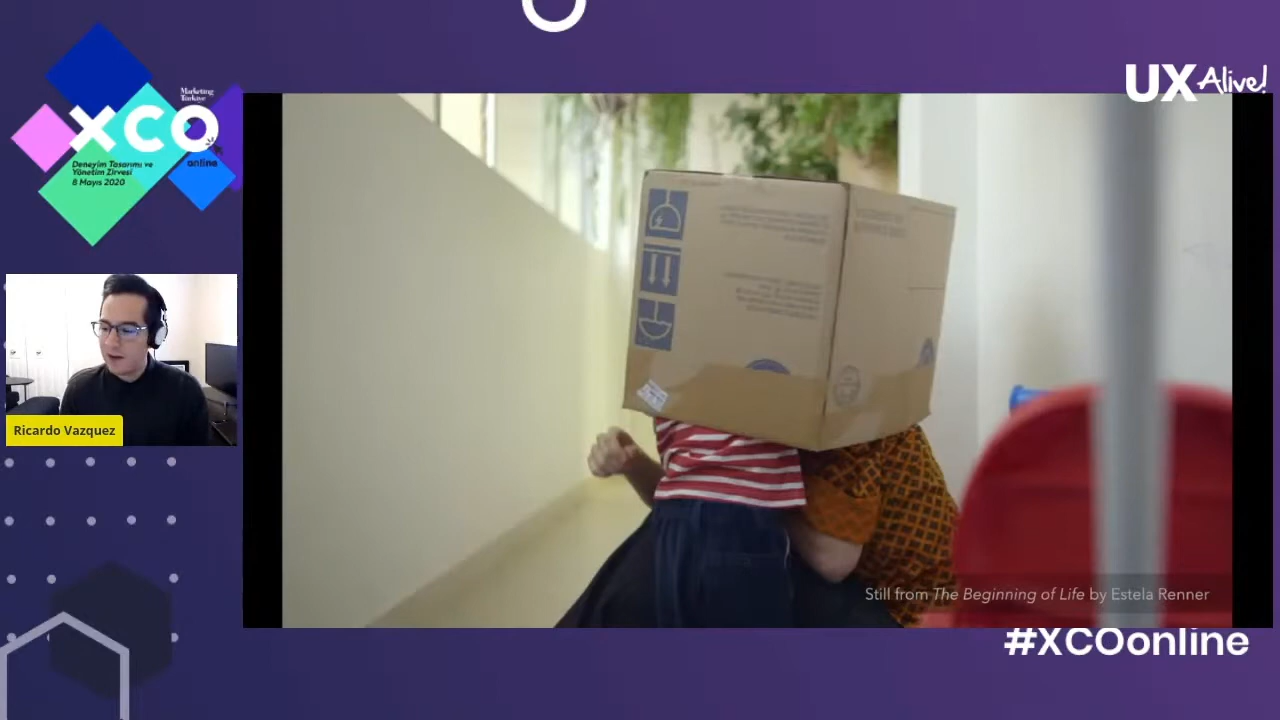 UX Alive!
Marketing
Türkiye
XCO
online
Deneyim Tasarımı ve
Yönetim Zirvesi
8 Mayıs 2020
Ricardo Vazquez
Still from The Beginning of Life by Estela Renner
#XCOonline